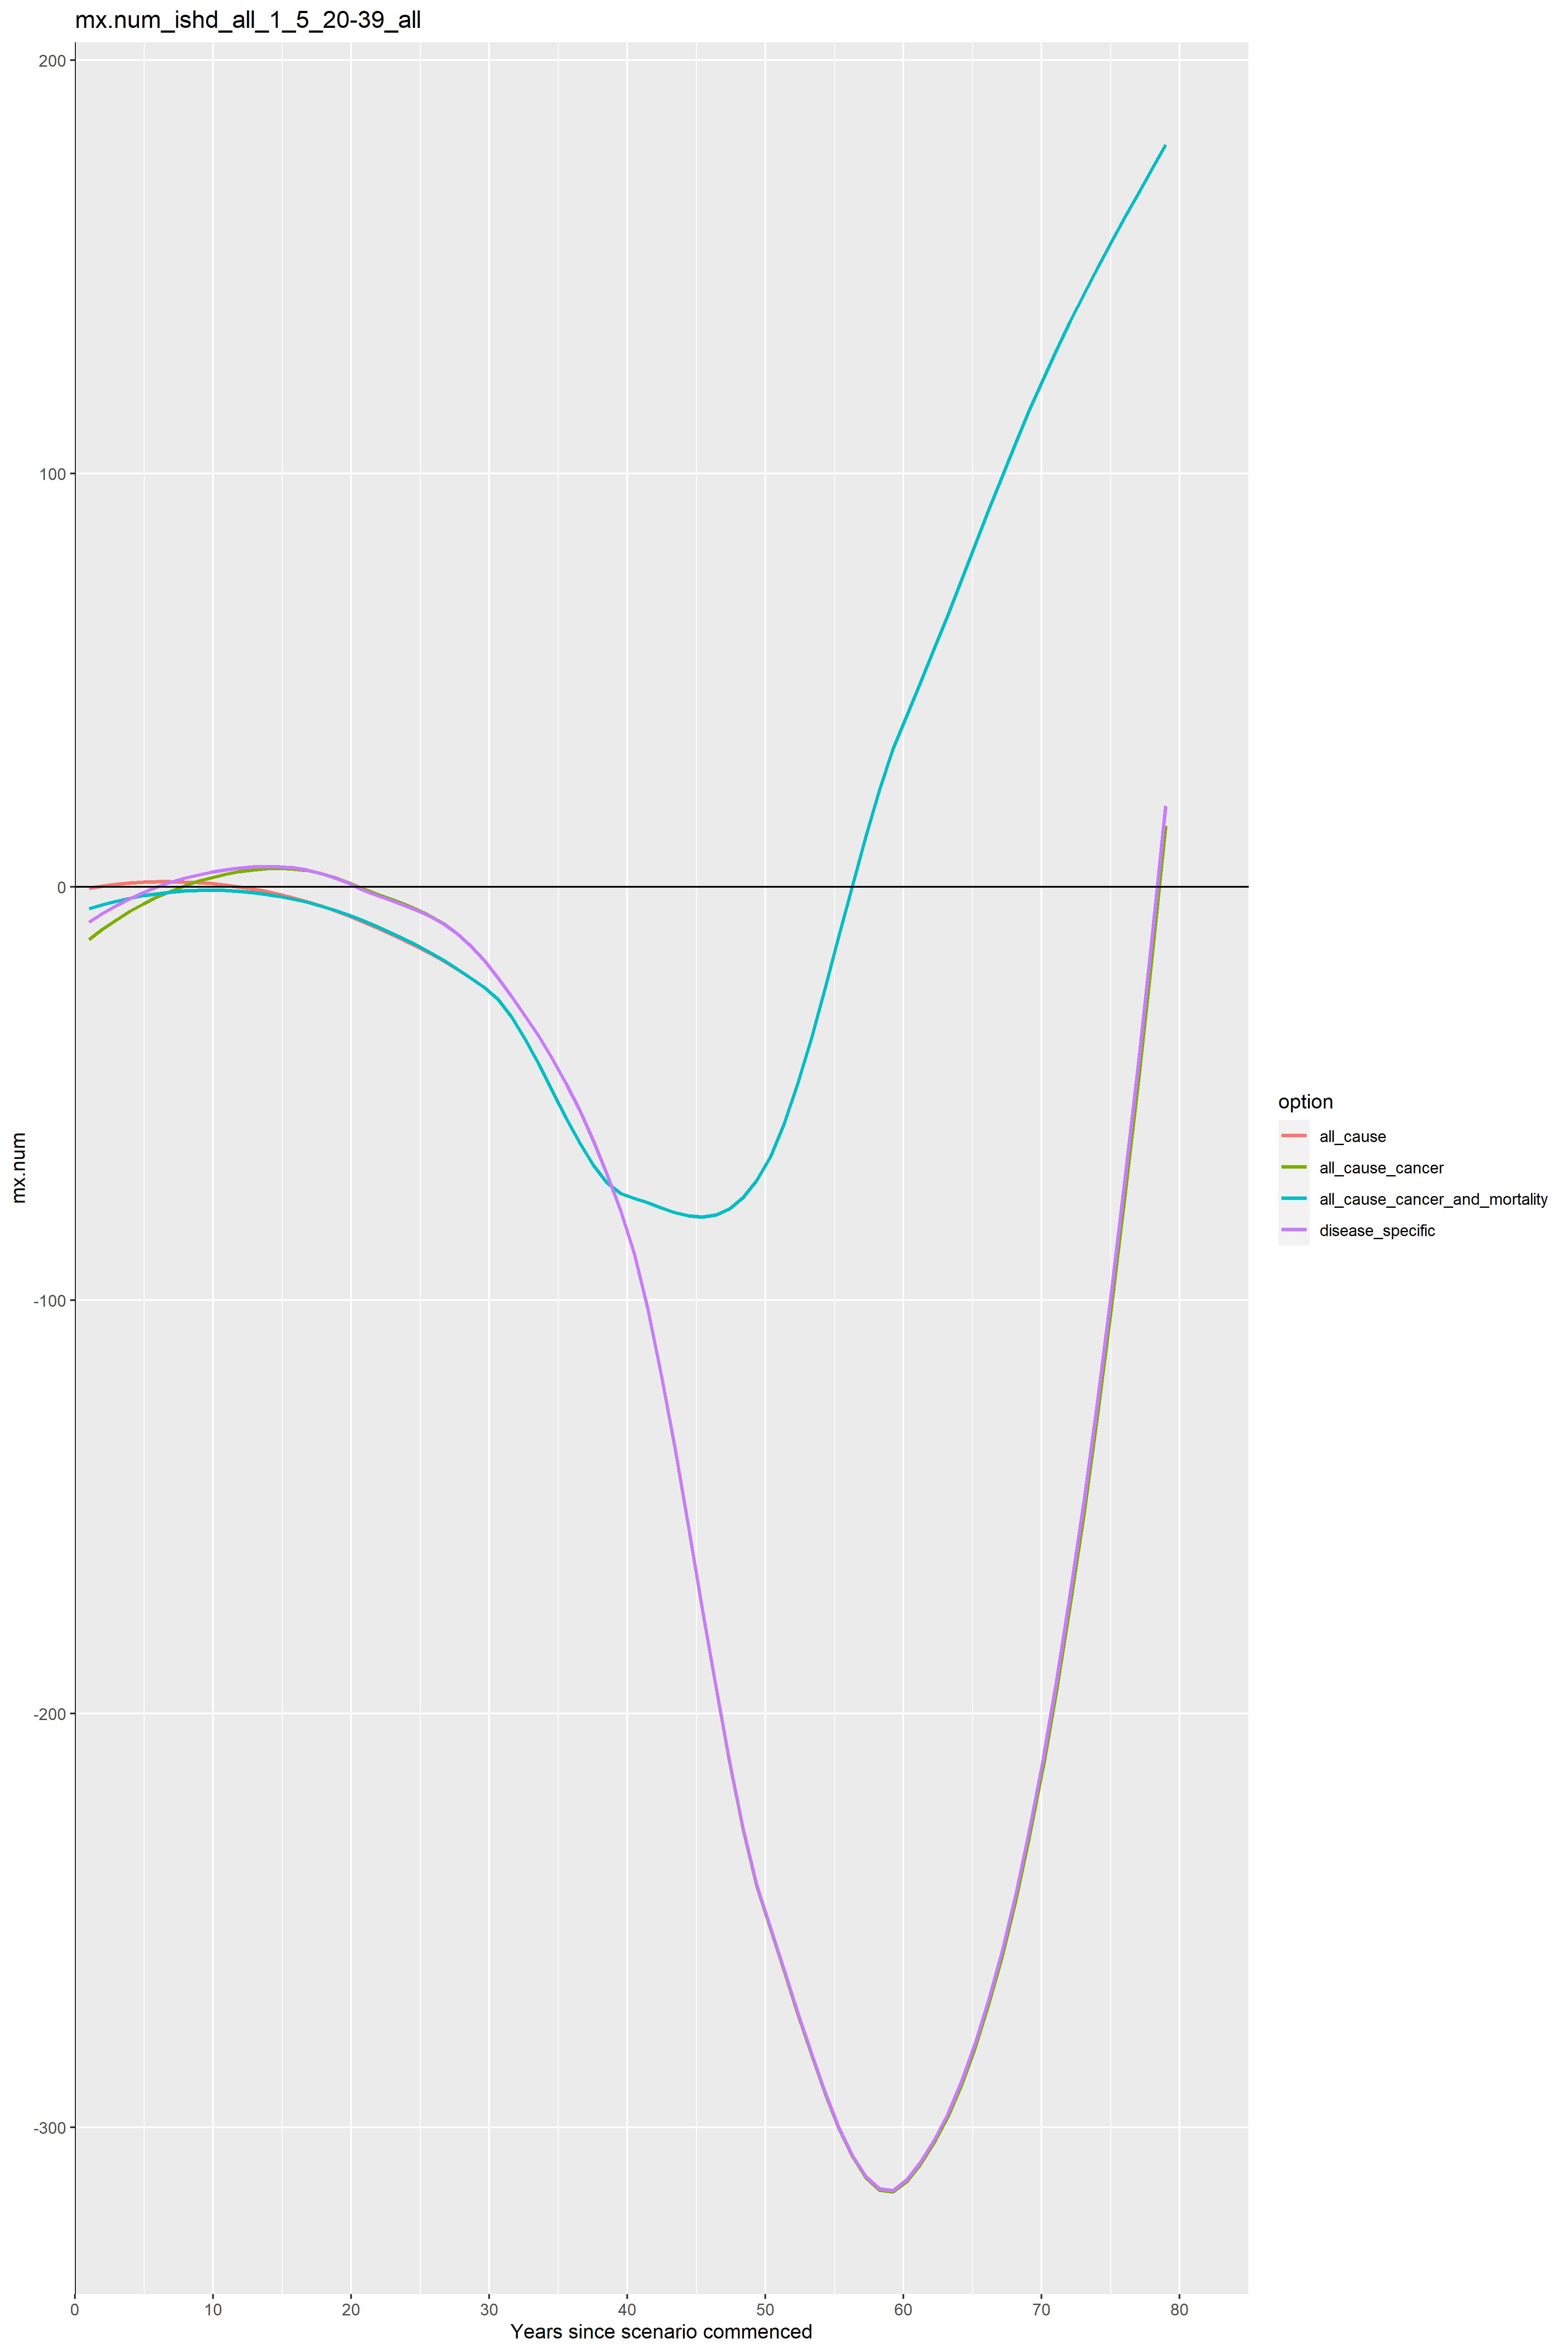 mx.num_ishd_all_1_5_20-39_all
200
100
0
-100
-200
-300
mx.num
0 10 20 30 40 50 60 70 80
Years since scenario commenced
option
all_cause
all_cause_cancer
all_cause_cancer_and_mortality
disease_specific